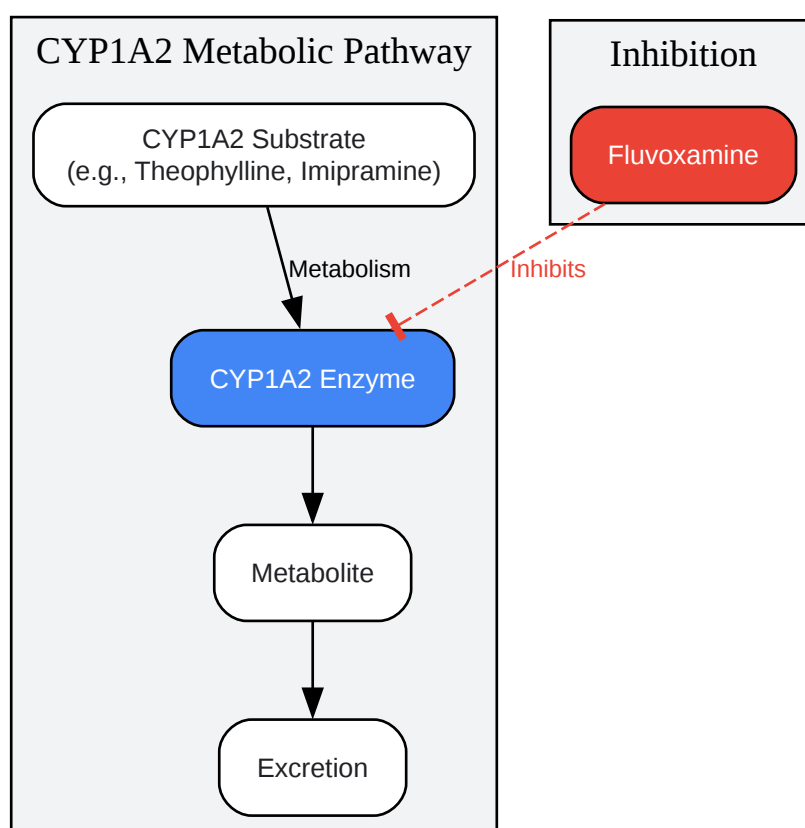 CYP1A2 Metabolic Pathway
CYP1A2 Substrate
(e.g., Theophylline, Imipramine)
Metabolism
CYP1A2 Enzyme
Metabolite
Excretion
Inhibition
Fluvoxamine
Inhibits